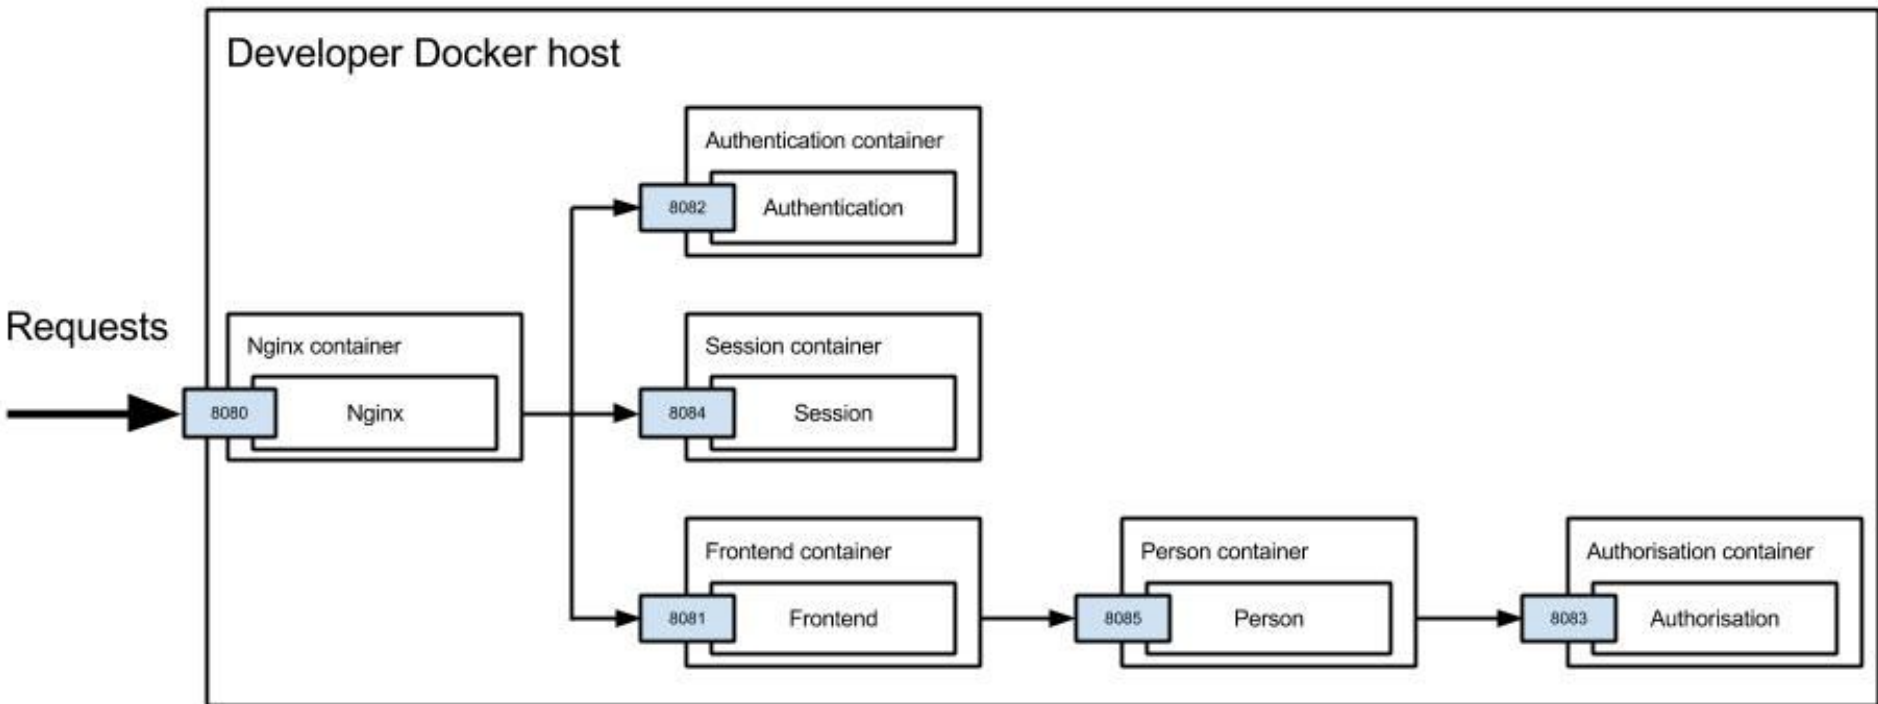 Developer Docker host
Authentication container
8082
Authentication
Requests
Nginx container
8080
Nginx
Session container
8084
Session
Frontend container
8081
Frontend
Person container
8085
Person
Authorisation container
8083
Authorisation